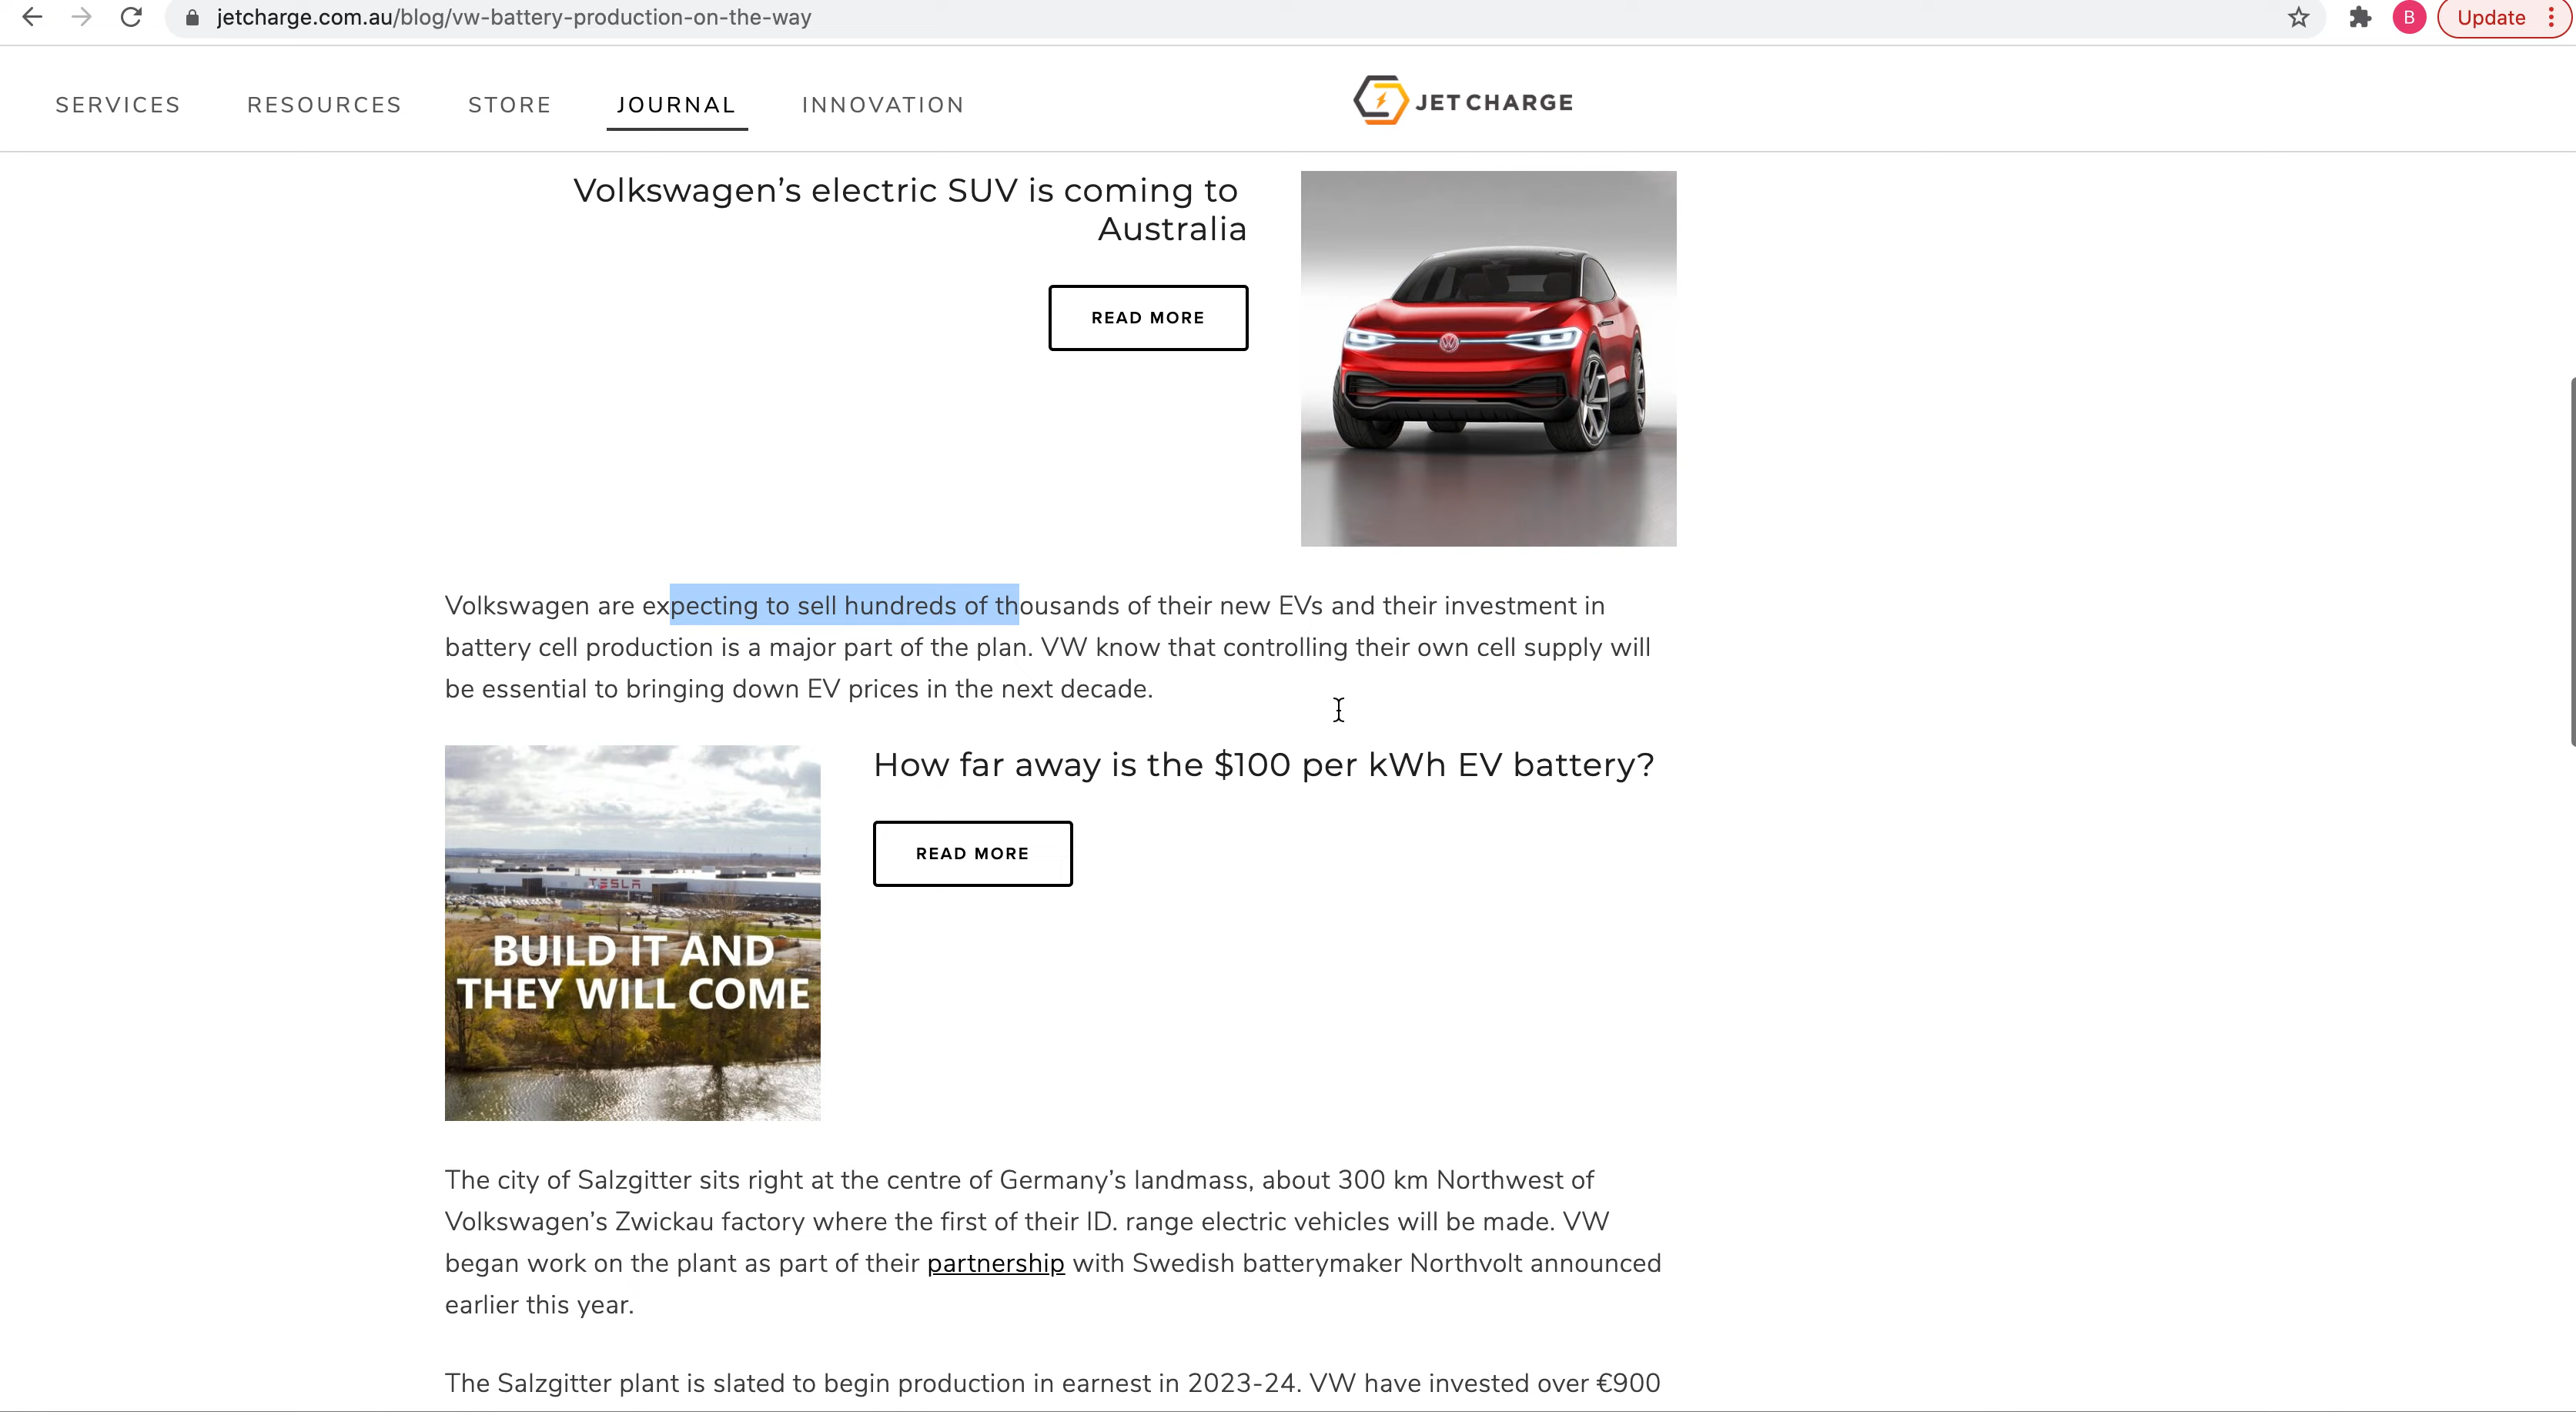 jetcharge.com.au/blog/vw-battery-production-on-the-way
B
Update
SERVICES
RESOURCES
STORE
JOURNAL
INNOVATION
JETCHARGE
Volkswagen’s electric SUV is coming to
Australia
READ MORE
Volkswagen are expecting to sell hundreds of thousands of their new EVs and their investment in
battery cell production is a major part of the plan. VW know that controlling their own cell supply will
be essential to bringing down EV prices in the next decade.
How far away is the $100 per kWh EV battery?
READ MORE
TESLA
BUILD IT AND
THEY WILL COME
The city of Salzgitter sits right at the centre of Germany’s landmass, about 300 km Northwest of
Volkswagen’s Zwickau factory where the first of their ID. range electric vehicles will be made. VW
began work on the plant as part of their partnership with Swedish batterymaker Northvolt announced
earlier this year.
The Salzgitter plant is slated to begin production in earnest in 2023-24. VW have invested over €900